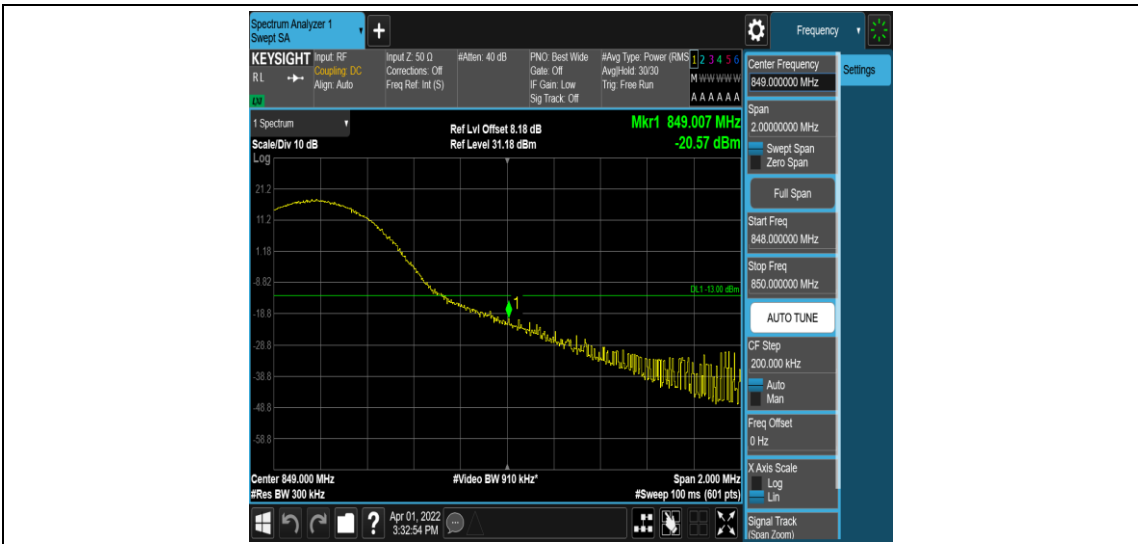 Spectrum Analyzer 1
Swept SA
+
Frequency
KEYSIGHT
RL
LXI
Input: RF
Coupling: DC
Align: Auto
Input Z: 50 Ω
Corrections: Off
Freq Ref: Int (S)
#Atten: 40 dB
PNO: Best Wide
Gate: Off
IF Gain: Low
Sig Track: Off
#Avg Type: Power (RMS
Avg|Hold: 30/30
Trig: Free Run
1 2 3 4 5 6
M W W W W W
A A A A A A
1 Spectrum
Scale/Div 10 dB
Log
Ref Lvl Offset 8.18 dB
Ref Level 31.18 dBm
Mkr1 849.007 MHz
-20.57 dBm
21.2
11.2
1.18
-8.82
-18.8
-28.8
-38.8
-48.8
-58.8
DL1 -13.00 dBm
1
Center 849.000 MHz
#Res BW 300 kHz
#Video BW 910 kHz*
Span 2.000 MHz
#Sweep 100 ms (601 pts)
?
Apr 01, 2022
3:32:54 PM
Center Frequency
849.000000 MHz
Settings
Span
2.00000000 MHz
Swept Span
Zero Span
Full Span
Start Freq
848.000000 MHz
Stop Freq
850.000000 MHz
AUTO TUNE
CF Step
200.000 kHz
Auto
Man
Freq Offset
0 Hz
X Axis Scale
Log
Lin
Signal Track
(Span Zoom)